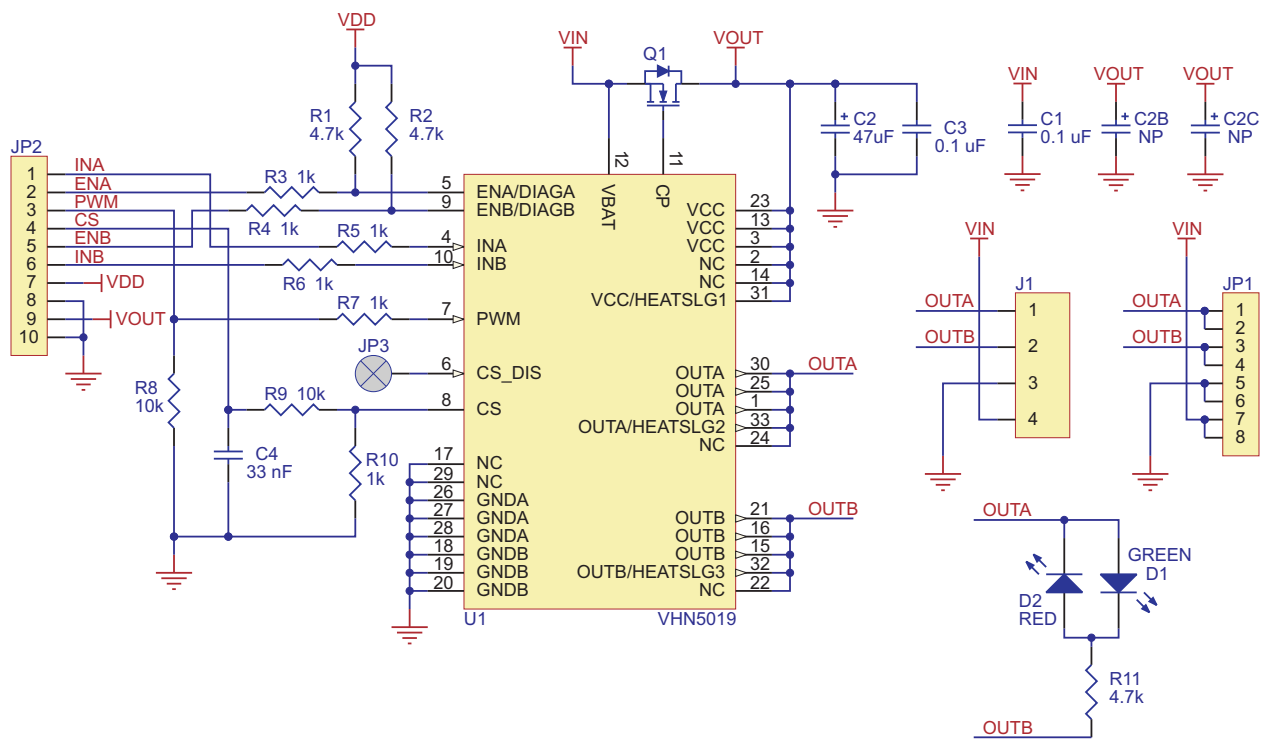 VDD
R1
4.7k
R2
4.7k
JP2
1
2
3
4
5
6
7
8
9
10
INA
ENA
PWM
CS
ENB
INB
VDD
VOUT
R3 1k
R4 1k
R5 1k
R6 1k
R7 1k
JP3
R8
10k
R9 10k
C4
33 nF
R10
1k
5
9
4
10
7
6
8
17
29
26
27
28
18
19
20
ENA/DIAGA
ENB/DIAGB
INA
INB
PWM
CS_DIS
CS
NC
NC
GNDA
GNDA
GNDA
GNDB
GNDB
GNDB
U1
VHN5019
VIN
Q1
VOUT
12
11
VBAT
CP
VCC
VCC
VCC
NC
NC
VCC/HEATSLG1
23
13
3
2
14
31
OUTA
OUTA
OUTA
OUTA/HEATSLG2
NC
30
25
1
33
24
OUTA
OUTB
OUTB
OUTB
OUTB/HEATSLG3
NC
21
16
15
32
22
OUTB
+
C2
47uF
C3
0.1 uF
VIN
C1
0.1 uF
VOUT
+
C2B
NP
VOUT
+
C2C
NP
VIN
J1
OUTA
OUTB
1
2
3
4
VIN
JP1
OUTA
OUTB
1
2
3
4
5
6
7
8
OUTA
GREEN
D1
D2
RED
R11
4.7k
OUTB